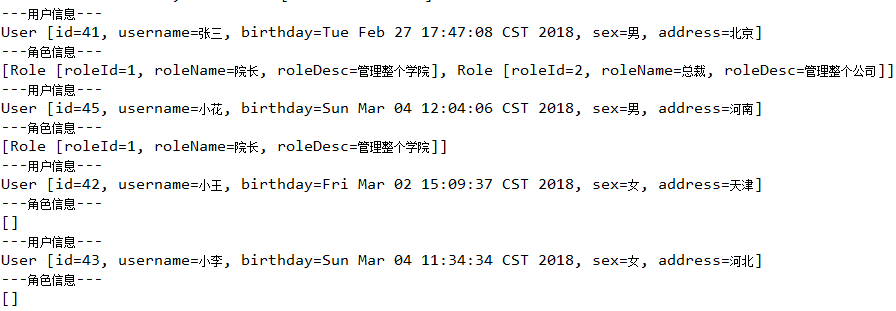 ---用户信息---
User [id=41, username=张三, birthday=Tue Feb 27 17:47:08 CST 2018, sex=男, address=北京]
---角色信息---
[Role [roleId=1, roleName=院长, roleDesc=管理整个学院], Role [roleId=2, roleName=总裁, roleDesc=管理整个公司]]
---用户信息---
User [id=45, username=小花, birthday=Sun Mar 04 12:04:06 CST 2018, sex=男, address=河南]
---角色信息---
[Role [roleId=1, roleName=院长, roleDesc=管理整个学院]]
---用户信息---
User [id=42, username=小王, birthday=Fri Mar 02 15:09:37 CST 2018, sex=女, address=天津]
---角色信息---
[]
---用户信息---
User [id=43, username=小李, birthday=Sun Mar 04 11:34:34 CST 2018, sex=女, address=河北]
---角色信息---
[]